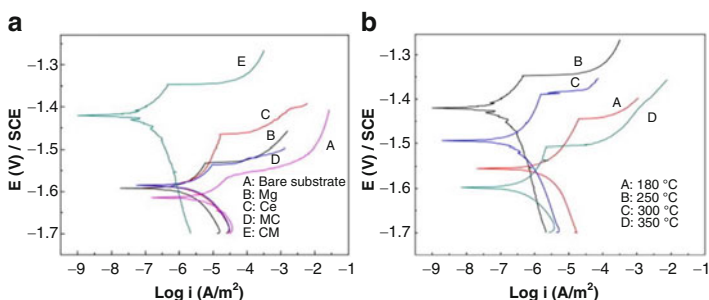 a
E (V) / SCE
−1.3
−1.4
−1.5
−1.6
−1.7
E
C
B
D
A
A: Bare substrate
B: Mg
C: Ce
D: MC
E: CM
−9 −8 −7 −6 −5 −4 −3 −2 −1
Log i (A/m²)
b
E (V) / SCE
−1.3
−1.4
−1.5
−1.6
−1.7
B
C
A
D
A: 180 °C
B: 250 °C
C: 300 °C
D: 350 °C
−9 −8 −7 −6 −5 −4 −3 −2 −1
Log i (A/m²)